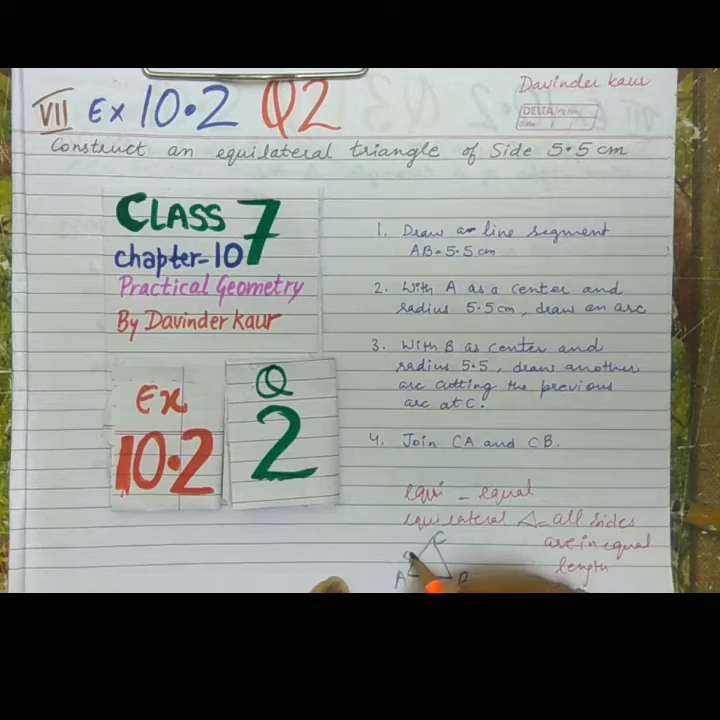 Davinder kaur
VII Ex 10.2 Q2
DELTA Pg No.
Date
Construct an equilateral triangle of Side 5.5 cm
CLASS 7
chapter-10
Practical Geometry
By Davinder Kaur
Ex
10.2
Q
2
1. Draw a line segment
AB = 5.5 cm
2. With A as a center and
radius 5.5 cm, draw an arc
3. With B as center and
radius 5.5, draw another
arc cutting the previous
arc at C.
4. Join CA and CB.
equi - equal
equilateral △ = all sides
are in equal
length
C
A
B